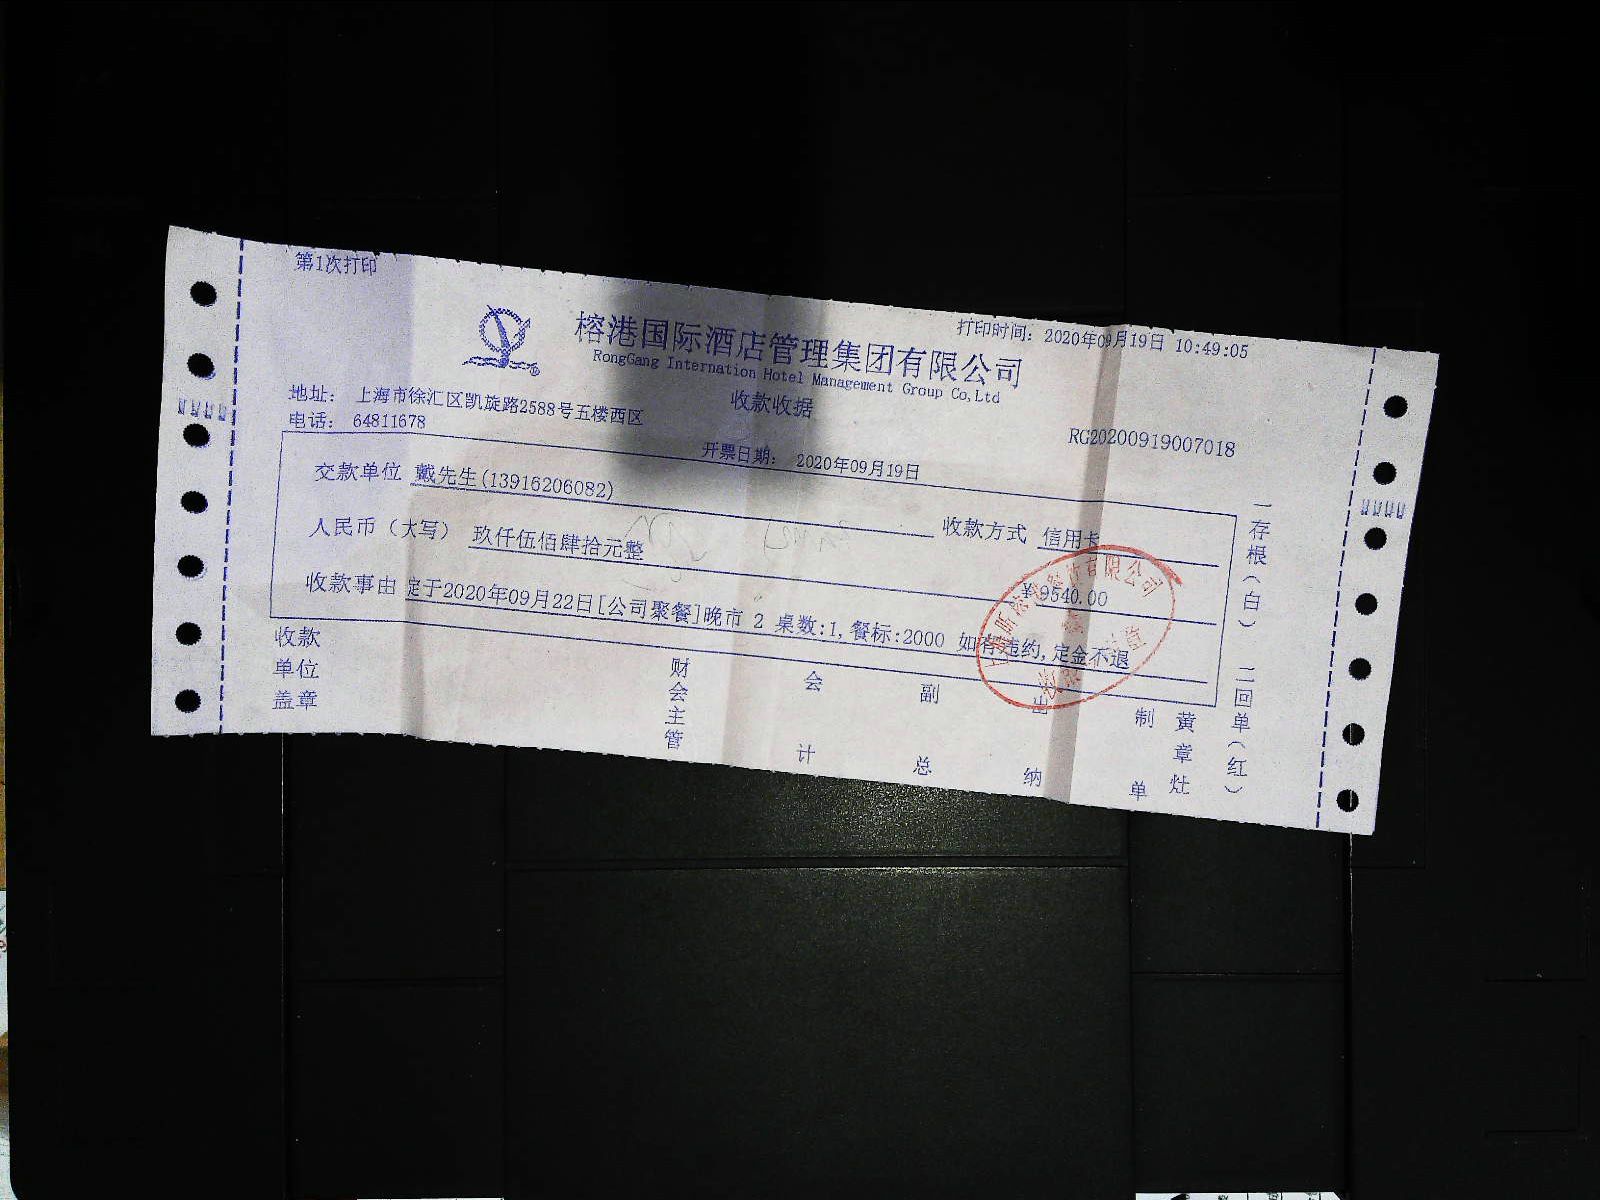 第1次打印
打印时间：2020年09月19日 10:49:05
榕港国际酒店管理集团有限公司
RongGang Internation Hotel Management Group Co,Ltd
收款收据
地址：上海市徐汇区凯旋路2588号五楼西区
电话：64811678
RG20200919007018
开票日期：2020年09月19日
交款单位 戴先生(13916206082)
收款方式 信用卡
人民币（大写） 玖仟伍佰肆拾元整
¥9540.00
收款事由 定于2020年09月22日[公司聚餐]晚市 2 桌数:1,餐标:2000 如有违约,定金不退
收款单位盖章
财会主管
会计
副总
出纳
制单
黄章灶
一存根(白) 二回单(红)